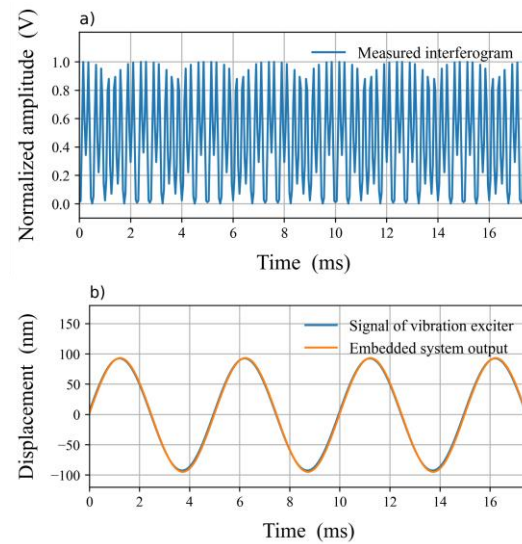 a)
Normalized amplitude (V)
1.0
0.8
0.6
0.4
0.2
0.0
Measured interferogram
0 2 4 6 8 10 12 14 16
Time (ms)
b)
Displacement (nm)
150
100
50
0
−50
−100
Signal of vibration exciter
Embedded system output
0 2 4 6 8 10 12 14 16
Time (ms)